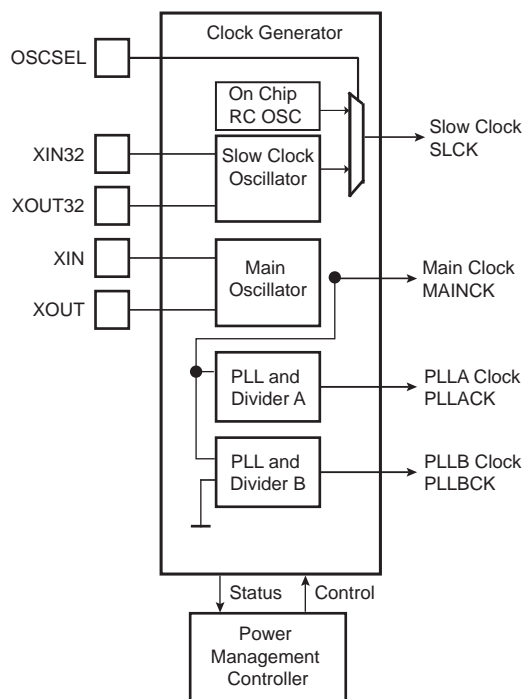 Clock Generator
OSCSEL
On Chip
RC OSC
Slow Clock
SLCK
XIN32
Slow Clock
Oscillator
XOUT32
XIN
Main
Oscillator
Main Clock
MAINCK
XOUT
PLL and
Divider A
PLLA Clock
PLLACK
PLL and
Divider B
PLLB Clock
PLLBCK
Status
Control
Power
Management
Controller